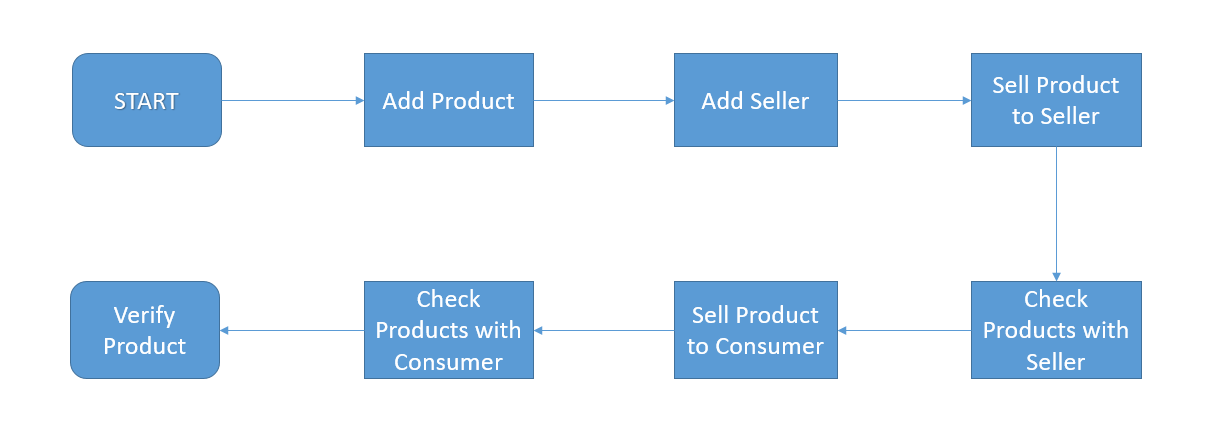 START
Add Product
Add Seller
Sell Product
to Seller
Check
Products with
Seller
Sell Product
to Consumer
Check
Products with
Consumer
Verify
Product